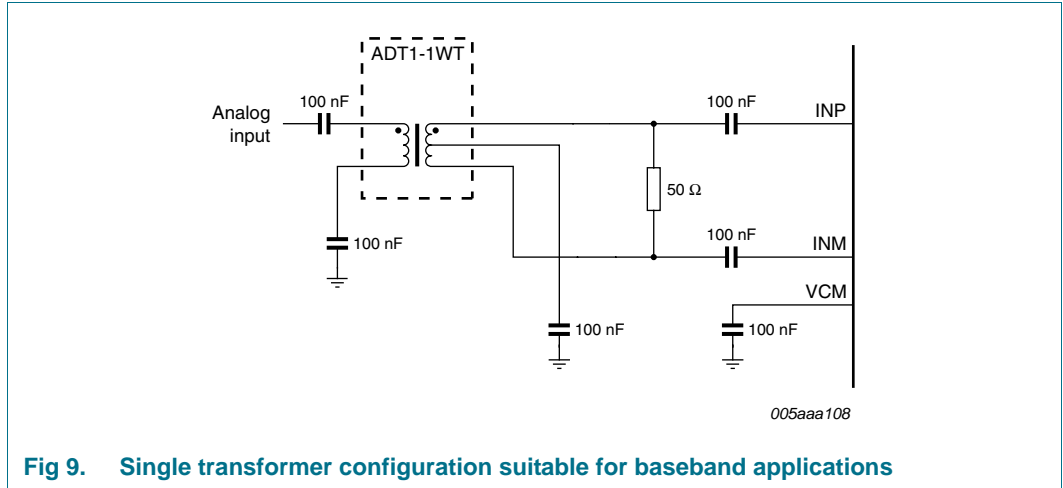 ADT1-1WT
Analog
input
100 nF
100 nF
INP
50 Ω
100 nF
100 nF
INM
VCM
100 nF
100 nF
005aaa108
Fig 9. Single transformer configuration suitable for baseband applications